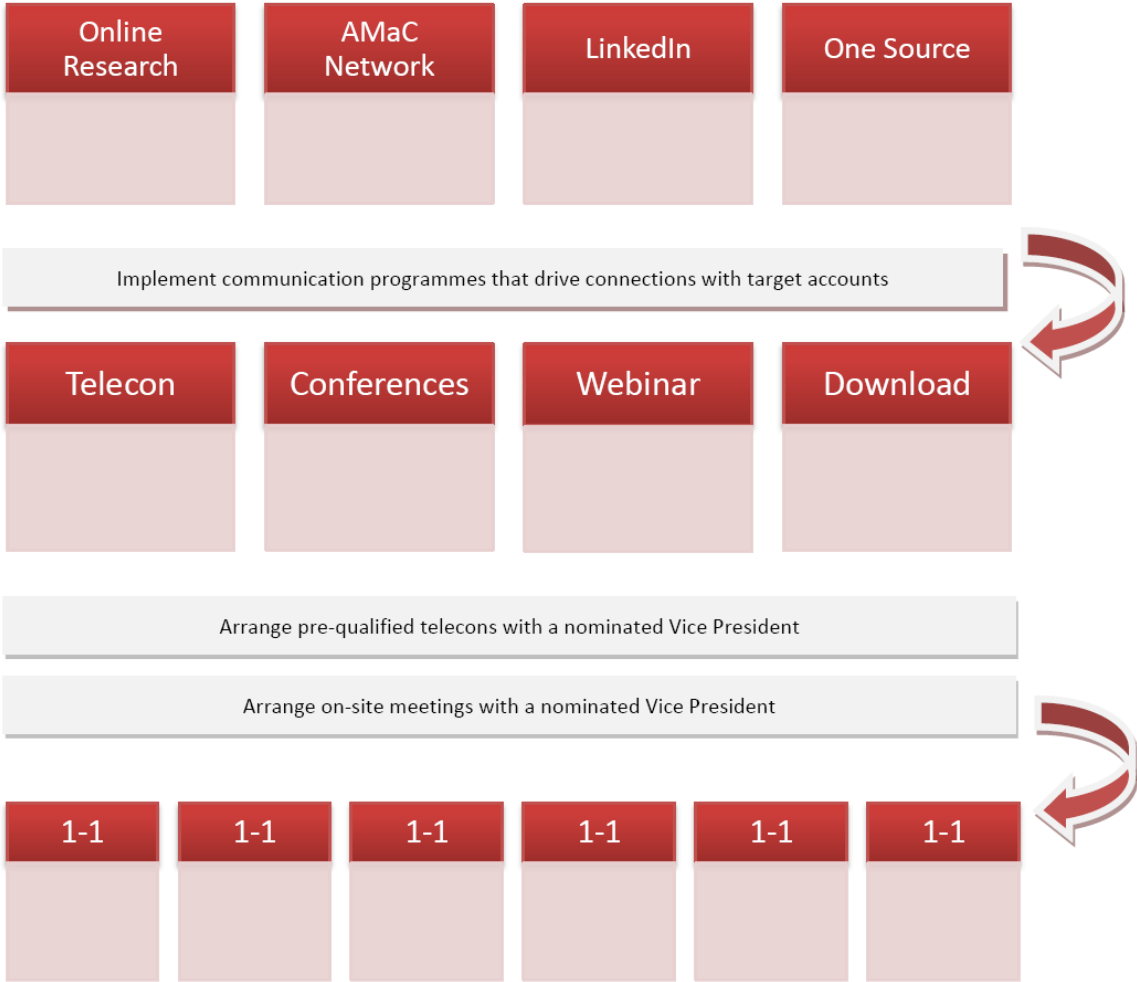 Online
Research
AMaC
Network
LinkedIn
One Source
Implement communication programmes that drive connections with target accounts
Telecon
Conferences
Webinar
Download
Arrange pre-qualified telecons with a nominated Vice President
Arrange on-site meetings with a nominated Vice President
1-1
1-1
1-1
1-1
1-1
1-1